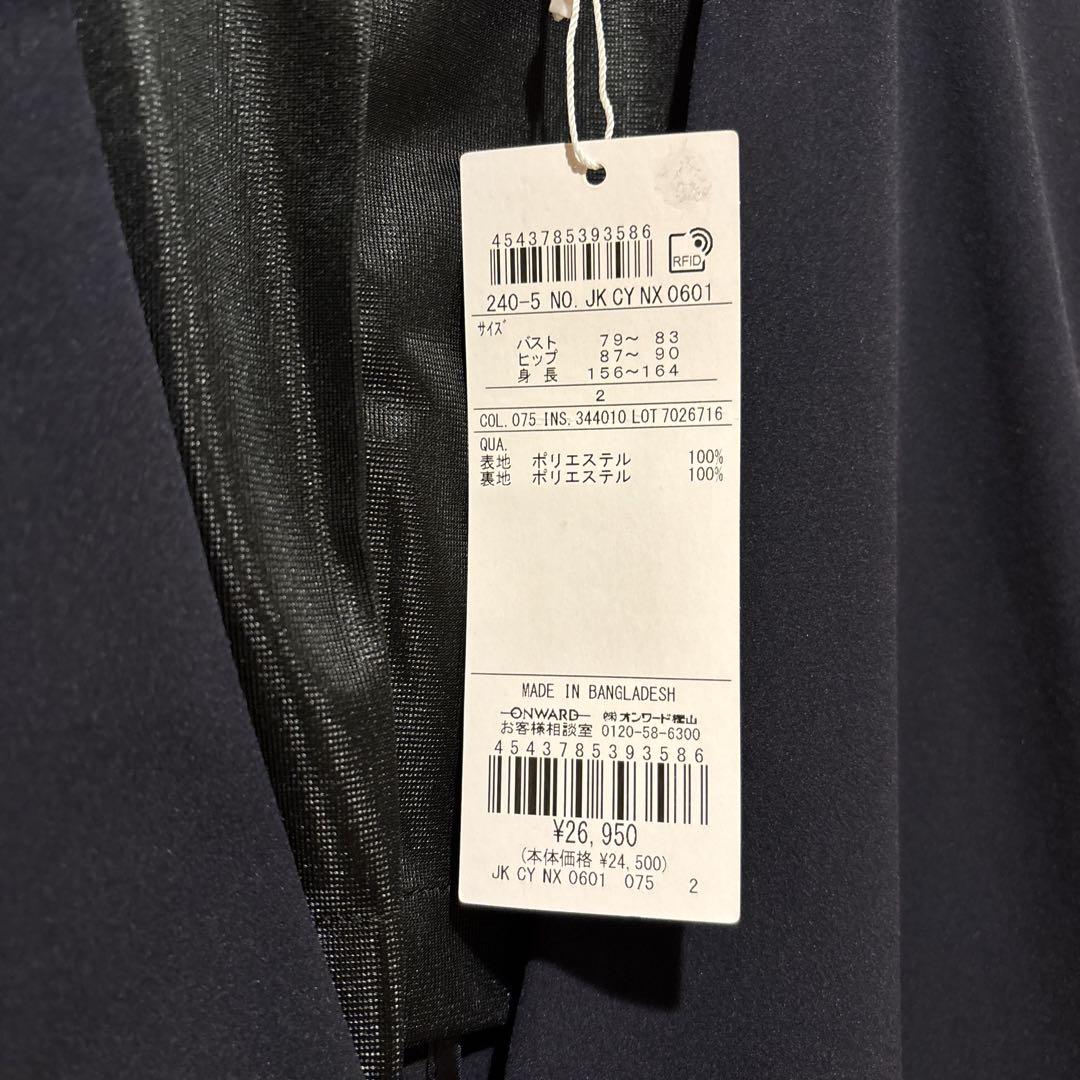 4543785393586
RFID
240-5 NO. JK CY NX 0601
サイズ
バスト 79～ 83
ヒップ 87～ 90
身長 156～164
2
COL. 075 INS. 344010 LOT 7026716
QUA.
表地 ポリエステル 100%
裏地 ポリエステル 100%
MADE IN BANGLADESH
ONWARD ㈱オンワード樫山
お客様相談室 0120-58-6300
4543785393586
¥26,950
(本体価格 ¥24,500)
JK CY NX 0601 075 2